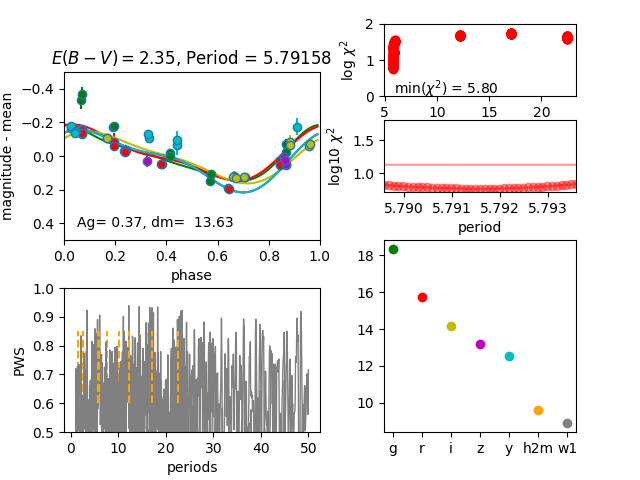 E(B − V) = 2.35, Period = 5.79158
magnitude - mean
−0.4
−0.2
0.0
0.2
0.4
Ag= 0.37, dm=  13.63
0.0 0.2 0.4 0.6 0.8 1.0
phase
log χ²
2
1
0
min(χ²) = 5.80
5 10 15 20
log10 χ²
1.5
1.0
5.790 5.791 5.792 5.793
period
PWS
1.0
0.9
0.8
0.7
0.6
0.5
0 10 20 30 40 50
periods
18
16
14
12
10
g r i z y h2m w1